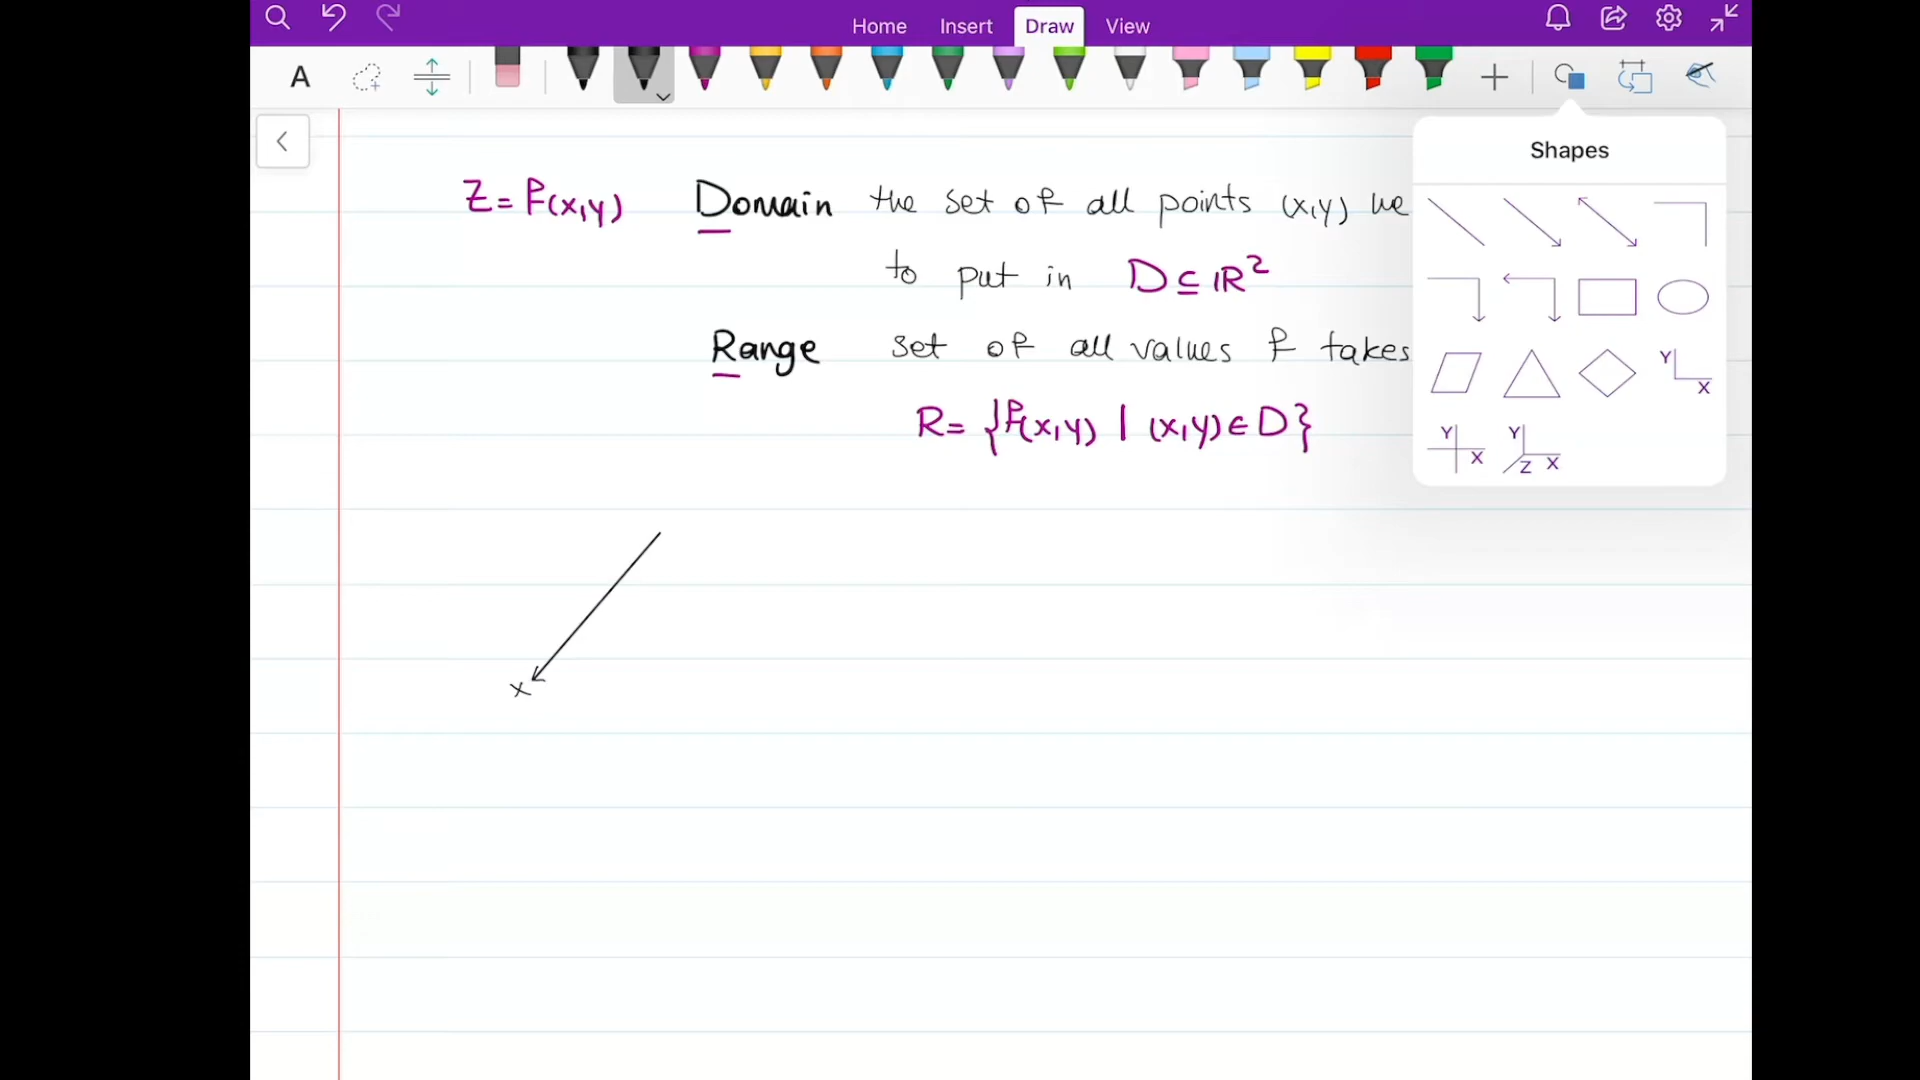 Home Insert Draw View
A
Shapes
Z = f(x,y) Domain the set of all points (x,y) we
to put in D ⊆ ℝ²
Range set of all values f takes
R = {f(x,y) | (x,y) ∈ D}
Y X
Y X Y Z X
x